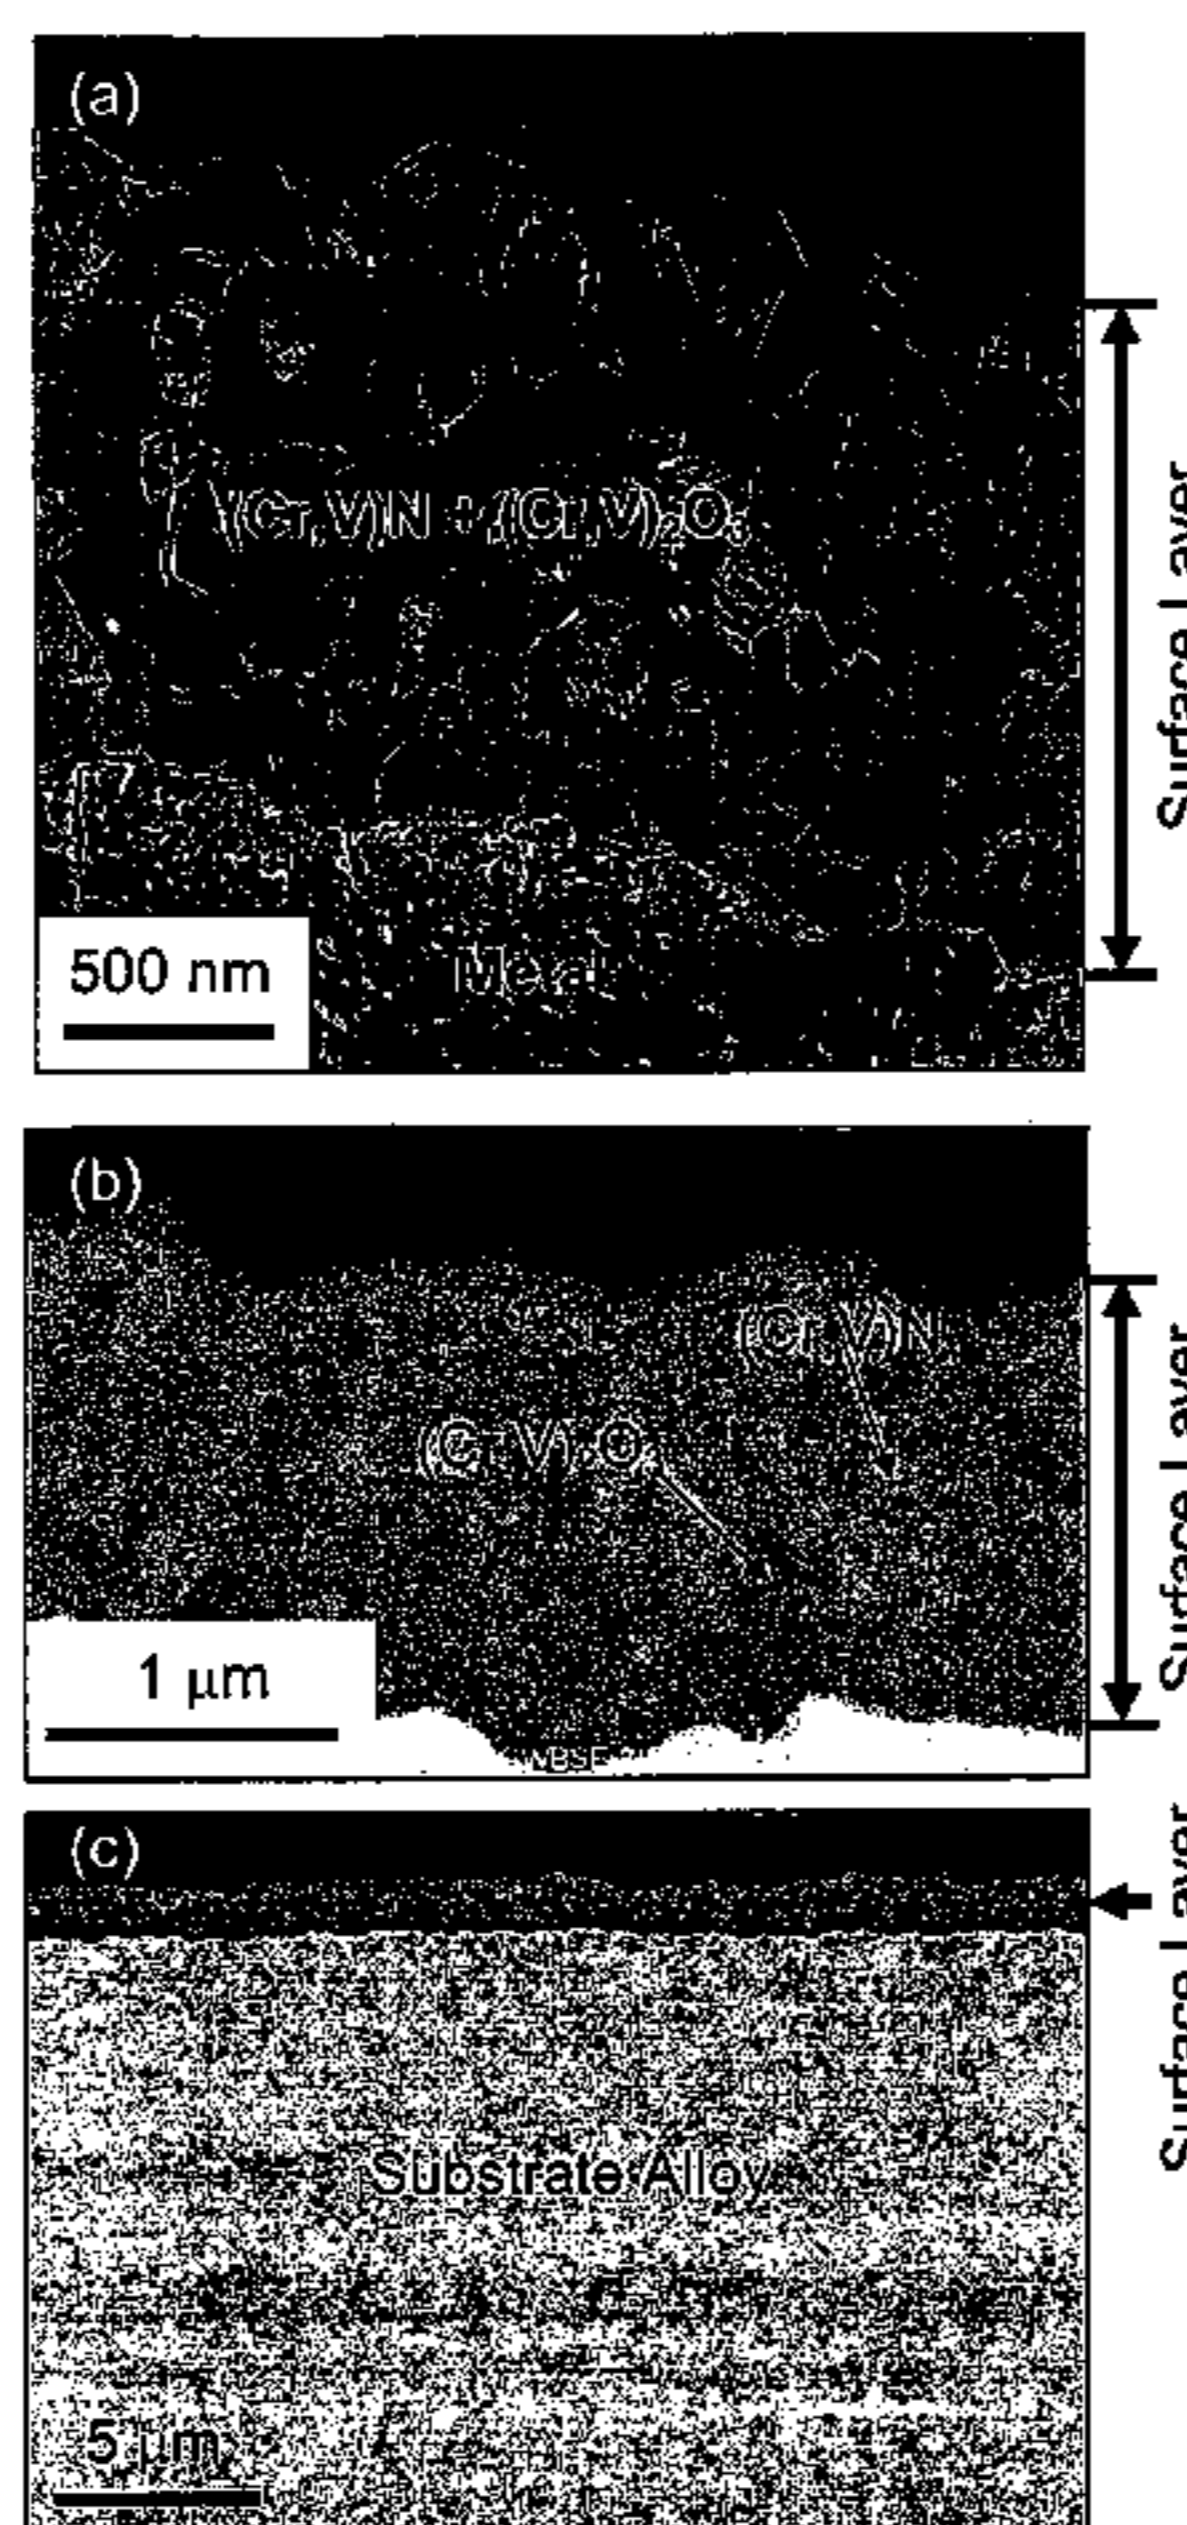 (a)
Surface Layer
(Cr,V)N + (Cr,V)₂O₃
Metal
500 nm
(b)
Surface Layer
(Cr,V)N
(Cr,V)₂O₃
1 μm
(c)
Surface Layer
Substrate Alloy
5 μm